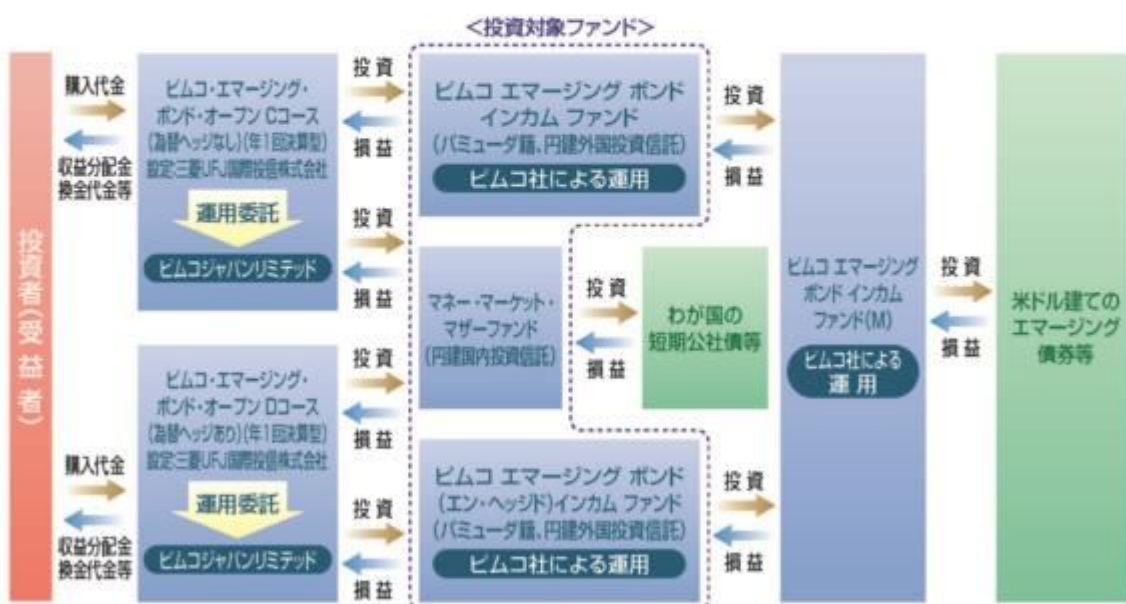 <投資対象ファンド>
投資者(受益者)
購入代金
収益分配金
換金代金等
ピムコ・エマージング・
ボンド・オープン Cコース
(為替ヘッジなし)(年1回決算型)
設定:三菱UFJ国際投信株式会社
運用委託
ピムコジャパンリミテッド
投資
損益
投資
損益
ピムコ エマージング ボンド
インカム ファンド
(バミューダ籍、円建外国投資信託)
ピムコ社による運用
投資
損益
マネー・マーケット・
マザーファンド
(円建国内投資信託)
投資
損益
わが国の
短期公社債等
購入代金
収益分配金
換金代金等
ピムコ・エマージング・
ボンド・オープン Dコース
(為替ヘッジあり)(年1回決算型)
設定:三菱UFJ国際投信株式会社
運用委託
ピムコジャパンリミテッド
投資
損益
投資
損益
ピムコ エマージング ボンド
(エン・ヘッジド)インカム ファンド
(バミューダ籍、円建外国投資信託)
ピムコ社による運用
投資
損益
ピムコ エマージング
ボンド インカム
ファンド(M)
ピムコ社による
運用
投資
損益
米ドル建ての
エマージング
債券等